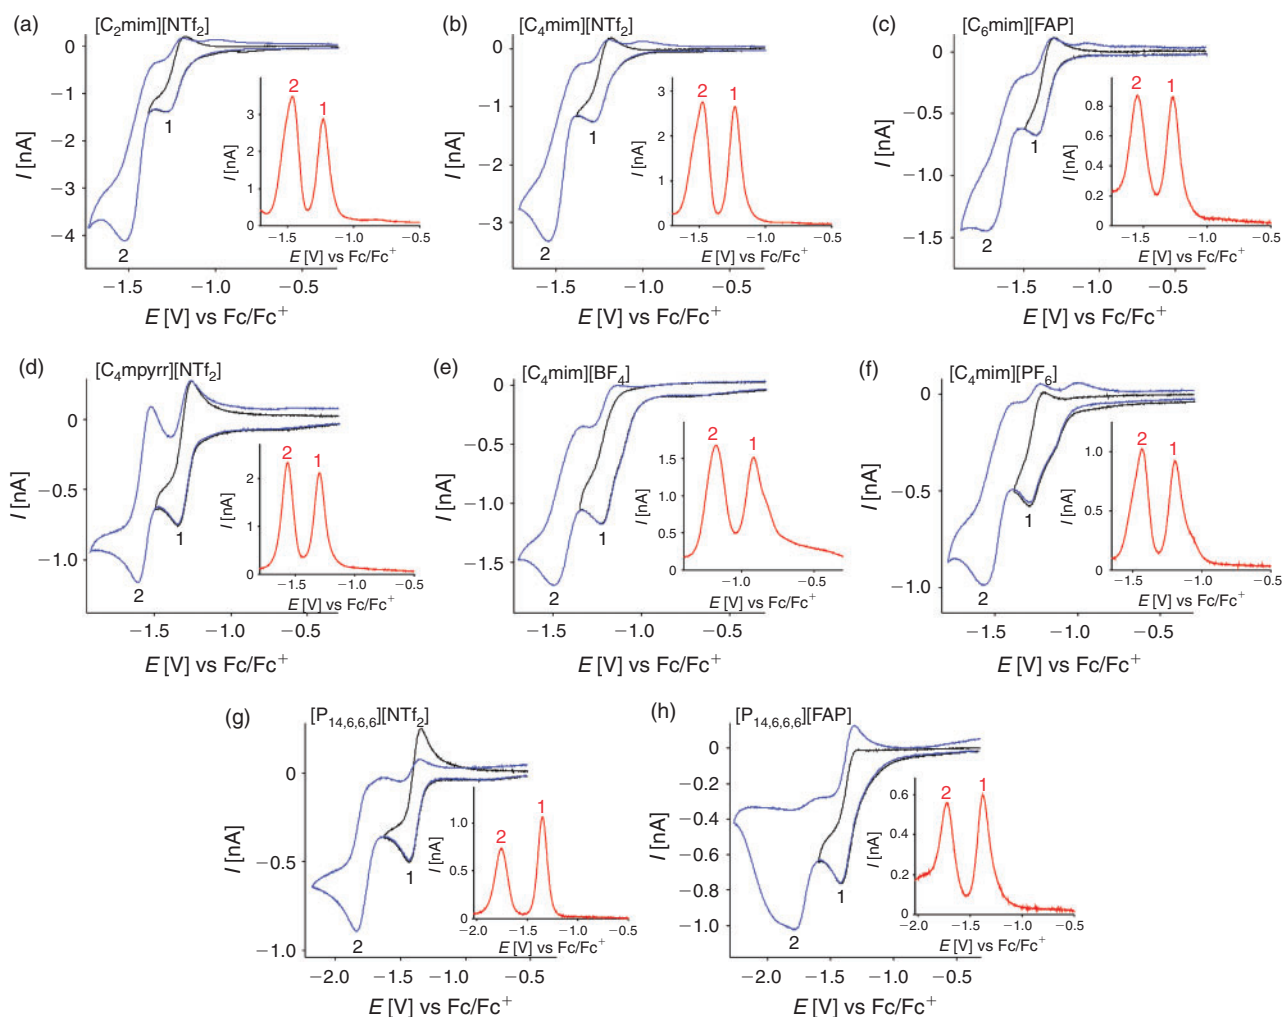 (a) [C2mim][NTf2]
0
−1
−2
−3
−4
I [nA]
1
2
−1.5 −1.0 −0.5
E [V] vs Fc/Fc+
2 1
3
2
1
0
I [nA]
−1.5 −1.0 −0.5
E [V] vs Fc/Fc+
(b) [C4mim][NTf2]
0
−1
−2
−3
I [nA]
1
2
−1.5 −1.0 −0.5
E [V] vs Fc/Fc+
2 1
3
2
1
0
I [nA]
−1.5 −1.0 −0.5
E [V] vs Fc/Fc+
(c) [C6mim][FAP]
0
−0.5
−1.0
−1.5
I [nA]
1
2
−1.5 −1.0 −0.5
E [V] vs Fc/Fc+
2 1
0.8
0.6
0.4
0.2
0
I [nA]
−1.5 −1.0 −0.5
E [V] vs Fc/Fc+
(d) [C4mpyrr][NTf2]
0
−0.5
−1.0
I [nA]
1
2
−1.5 −1.0 −0.5
E [V] vs Fc/Fc+
2 1
2
1
0
I [nA]
−1.5 −1.0 −0.5
E [V] vs Fc/Fc+
(e) [C4mim][BF4]
0
−0.5
−1.0
−1.5
I [nA]
1
2
−1.5 −1.0 −0.5
E [V] vs Fc/Fc+
2 1
1.5
1.0
0.5
0
I [nA]
−1.0 −0.5
E [V] vs Fc/Fc+
(f) [C4mim][PF6]
0
−0.5
−1.0
I [nA]
1
2
−1.5 −1.0 −0.5
E [V] vs Fc/Fc+
2 1
1.0
0.5
0
I [nA]
−1.5 −1.0 −0.5
E [V] vs Fc/Fc+
(g) [P14,6,6,6][NTf2]
0
−0.5
−1.0
I [nA]
1
2
−2.0 −1.5 −1.0 −0.5
E [V] vs Fc/Fc+
2 1
1.0
0.5
0
I [nA]
−2.0 −1.5 −1.0 −0.5
E [V] vs Fc/Fc+
(h) [P14,6,6,6][FAP]
0
−0.2
−0.4
−0.6
−0.8
−1.0
I [nA]
1
2
−2.0 −1.5 −1.0 −0.5
E [V] vs Fc/Fc+
2 1
0.6
0.4
0.2
0
I [nA]
−2.0 −1.5 −1.0 −0.5
E [V] vs Fc/Fc+